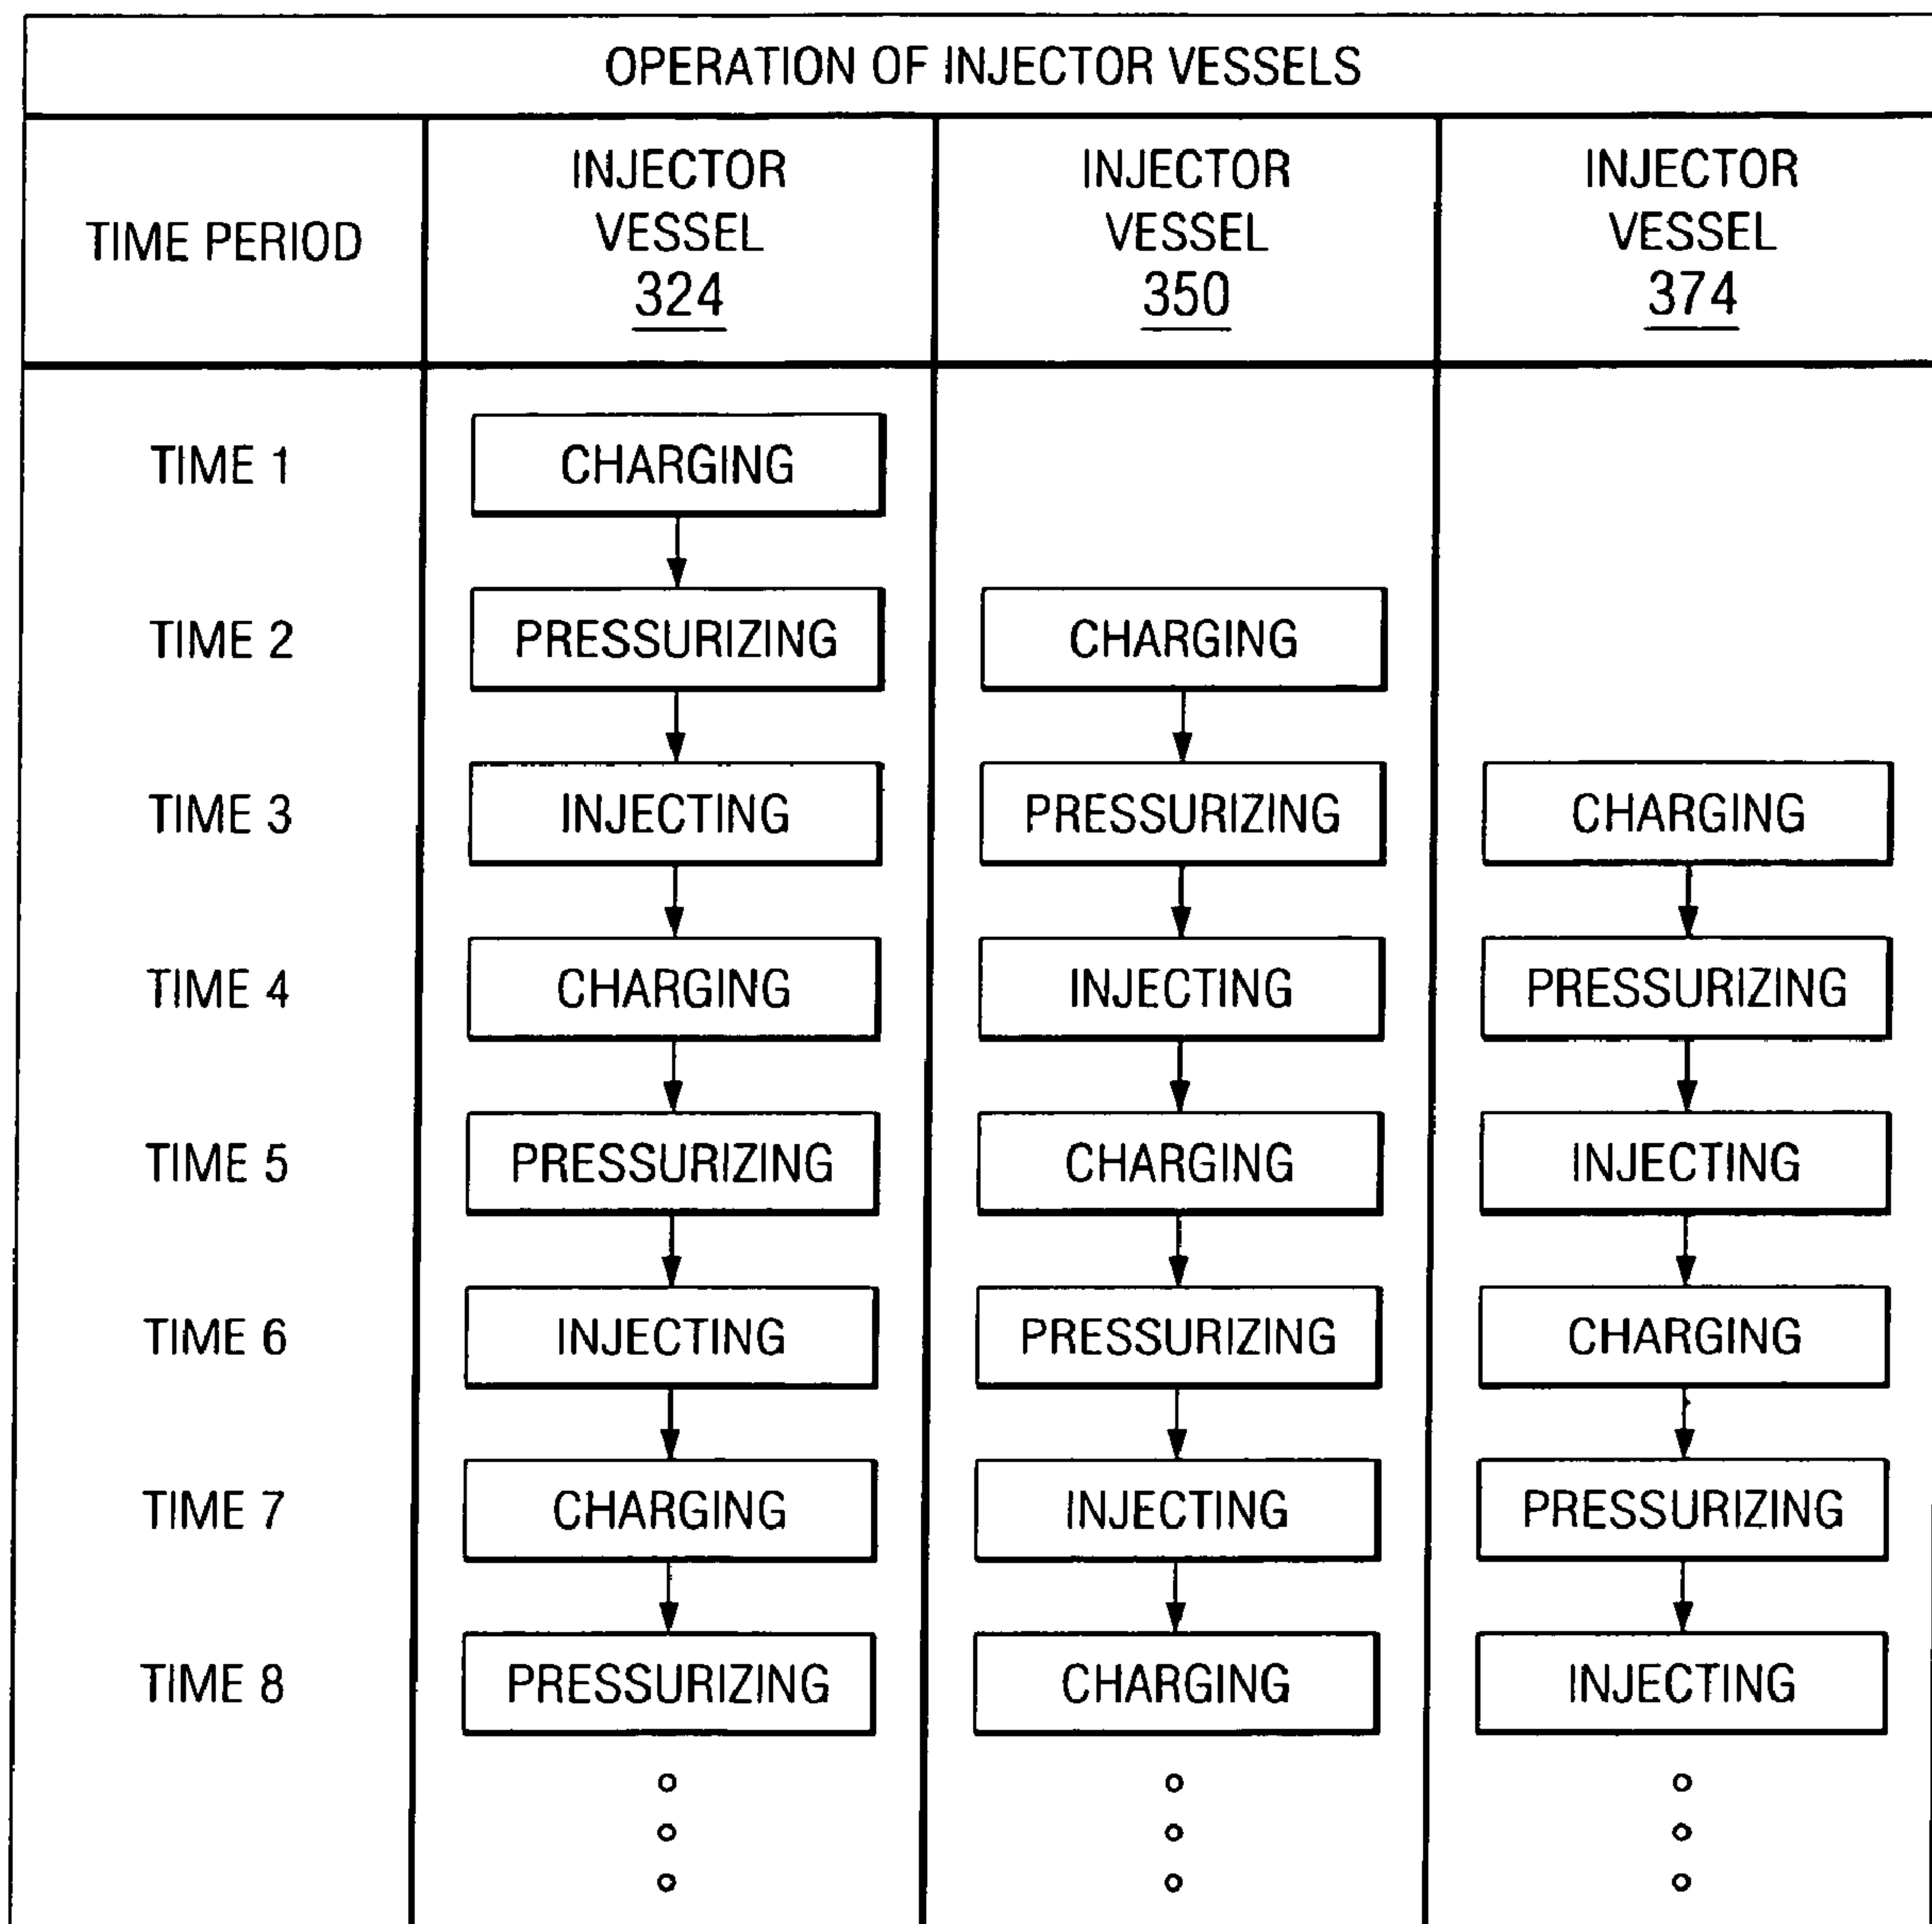 OPERATION OF INJECTOR VESSELS
TIME PERIOD
INJECTOR
VESSEL
324
INJECTOR
VESSEL
350
INJECTOR
VESSEL
374
TIME 1
CHARGING
TIME 2
PRESSURIZING
CHARGING
TIME 3
INJECTING
PRESSURIZING
CHARGING
TIME 4
CHARGING
INJECTING
PRESSURIZING
TIME 5
PRESSURIZING
CHARGING
INJECTING
TIME 6
INJECTING
PRESSURIZING
CHARGING
TIME 7
CHARGING
INJECTING
PRESSURIZING
TIME 8
PRESSURIZING
CHARGING
INJECTING